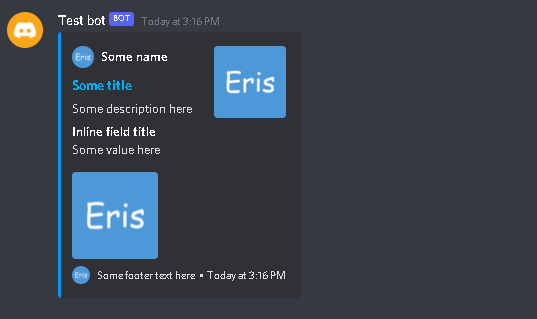 Test bot BOT Today at 3:16 PM
Eris Some name
Eris
Some title
Some description here
Inline field title
Some value here
Eris
Eris Some footer text here • Today at 3:16 PM